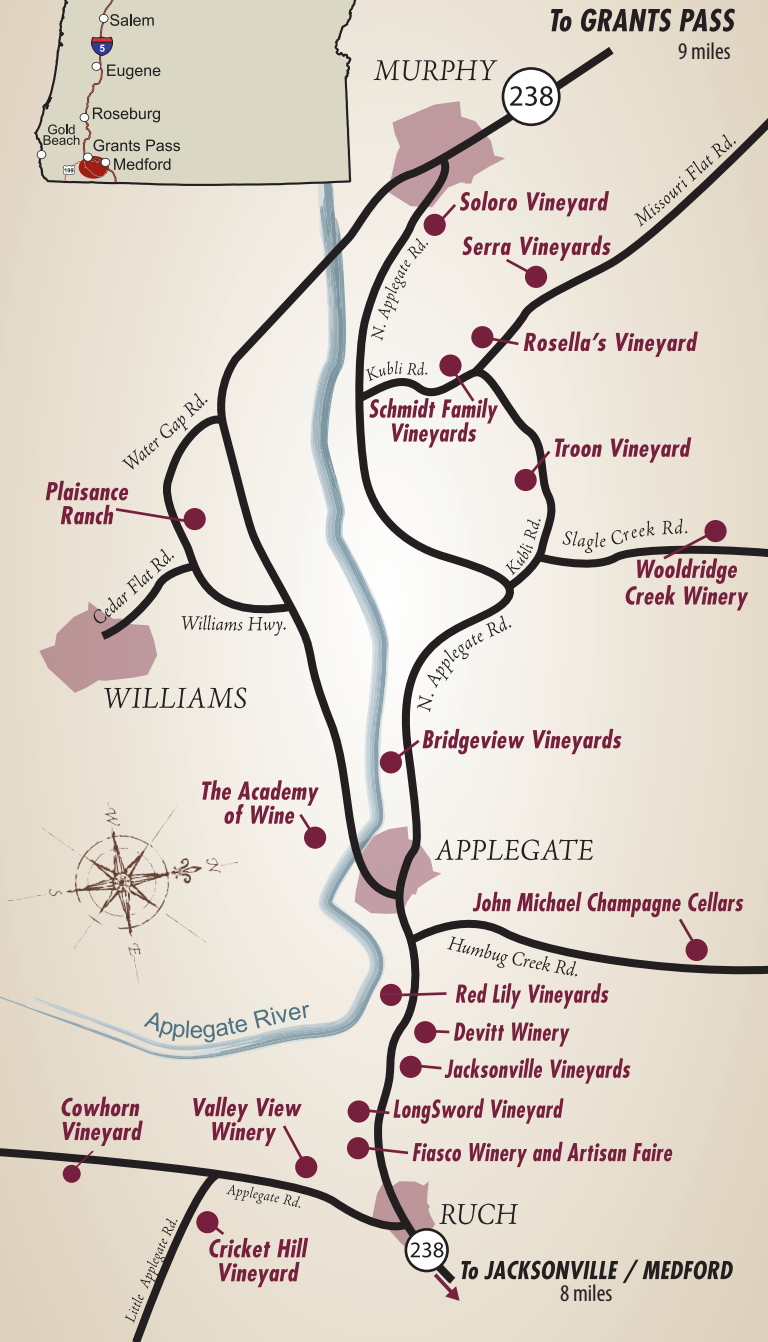 Salem
5
Eugene
Roseburg
Gold
Beach
Grants Pass
Medford
199
To GRANTS PASS
9 miles
MURPHY
238
Missouri Flat Rd.
Soloro Vineyard
Serra Vineyards
N. Applegate Rd.
Rosella's Vineyard
Kubli Rd.
Schmidt Family
Vineyards
Water Gap Rd.
Troon Vineyard
Plaisance
Ranch
Kubli Rd.
Slagle Creek Rd.
Wooldridge
Creek Winery
Cedar Flat Rd.
Williams Hwy.
N. Applegate Rd.
WILLIAMS
Bridgeview Vineyards
The Academy
of Wine
W
N
S
E
APPLEGATE
John Michael Champagne Cellars
Humbug Creek Rd.
Red Lily Vineyards
Applegate River
Devitt Winery
Jacksonville Vineyards
Cowhorn
Vineyard
Valley View
Winery
LongSword Vineyard
Fiasco Winery and Artisan Faire
Applegate Rd.
RUCH
Little Applegate Rd.
Cricket Hill
Vineyard
238
To JACKSONVILLE / MEDFORD
8 miles